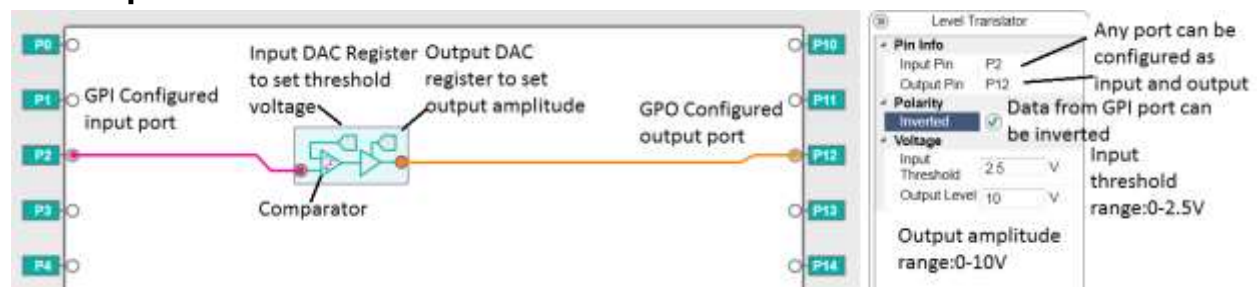 P0
P1
P2
P3
P4
GPI Configured
input port
Input DAC Register
to set threshold
voltage
Output DAC
register to set
output amplitude
Comparator
GPO Configured
output port
P10
P11
P12
P13
P14
Level Translator
Pin Info
Input Pin P2
Output Pin P12
Polarity
Inverted
Voltage
Input
Threshold 2.5 V
Output Level 10 V
Any port can be
configured as
input and output
Data from GPI port can
be inverted
Input
threshold
range:0-2.5V
Output amplitude
range:0-10V